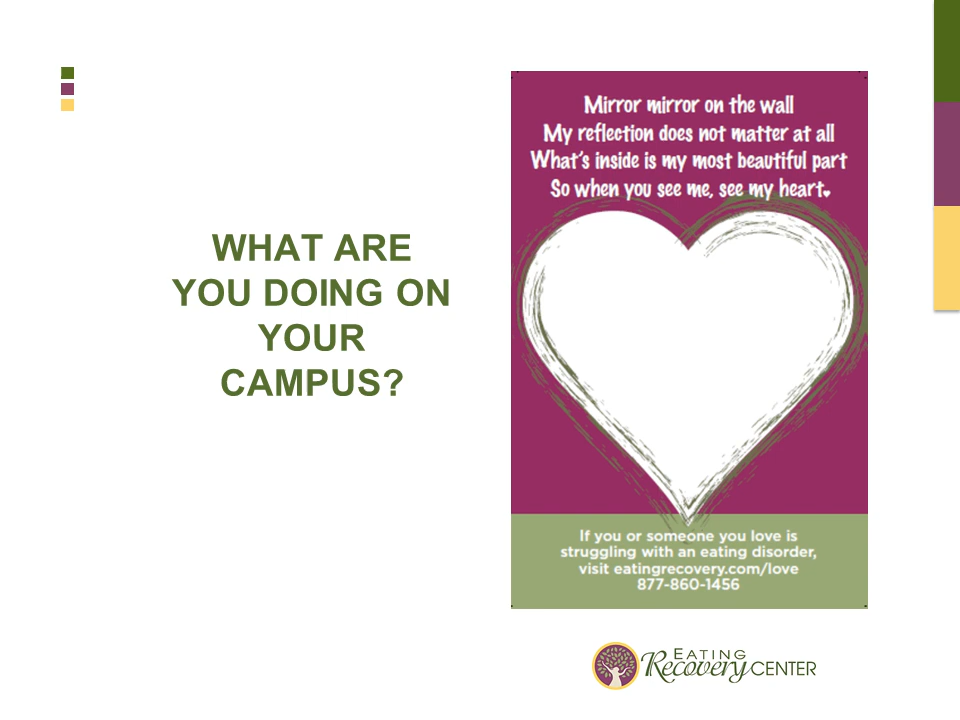 WHAT ARE
YOU DOING ON
YOUR
CAMPUS?
Mirror mirror on the wall
My reflection does not matter at all
What's inside is my most beautiful part
So when you see me, see my heart.
If you or someone you love is
struggling with an eating disorder,
visit eatingrecovery.com/love
877-860-1456
EATING
Recovery CENTER